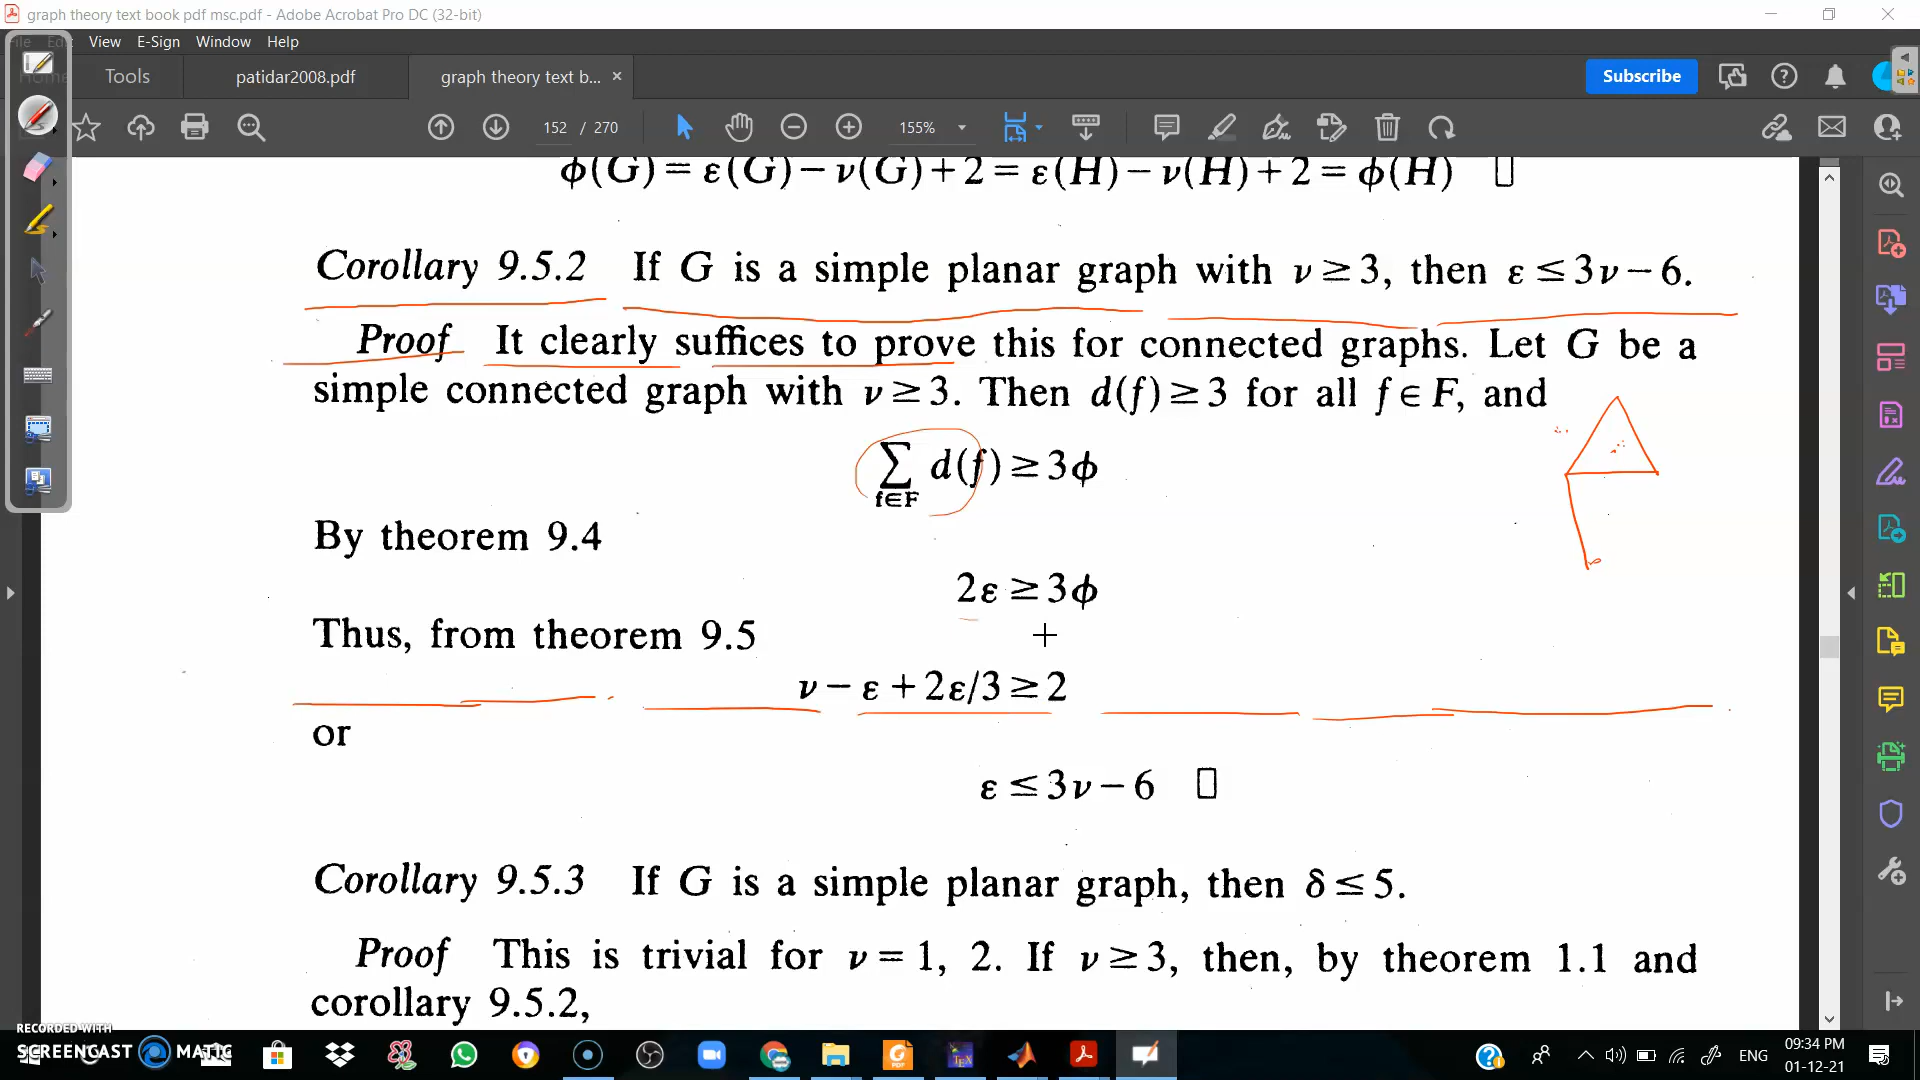 graph theory text book pdf msc.pdf - Adobe Acrobat Pro DC (32-bit)
View E-Sign Window Help
Tools patidar2008.pdf graph theory text b... × Subscribe
152 / 270 155%
ϕ(G) = ε(G) − ν(G) + 2 = ε(H) − ν(H) + 2 = ϕ(H) □
Corollary 9.5.2 If G is a simple planar graph with ν ≥ 3, then ε ≤ 3ν − 6.
Proof It clearly suffices to prove this for connected graphs. Let G be a
simple connected graph with ν ≥ 3. Then d(f) ≥ 3 for all f ∈ F, and
∑ d(f) ≥ 3ϕ
f∈F
By theorem 9.4
2ε ≥ 3ϕ
Thus, from theorem 9.5
ν − ε + 2ε/3 ≥ 2
or
ε ≤ 3ν − 6 □
Corollary 9.5.3 If G is a simple planar graph, then δ ≤ 5.
Proof This is trivial for ν = 1, 2. If ν ≥ 3, then, by theorem 1.1 and
corollary 9.5.2,
RECORDED WITH
SCREENCAST MATIC
ENG 09:34 PM
01-12-21